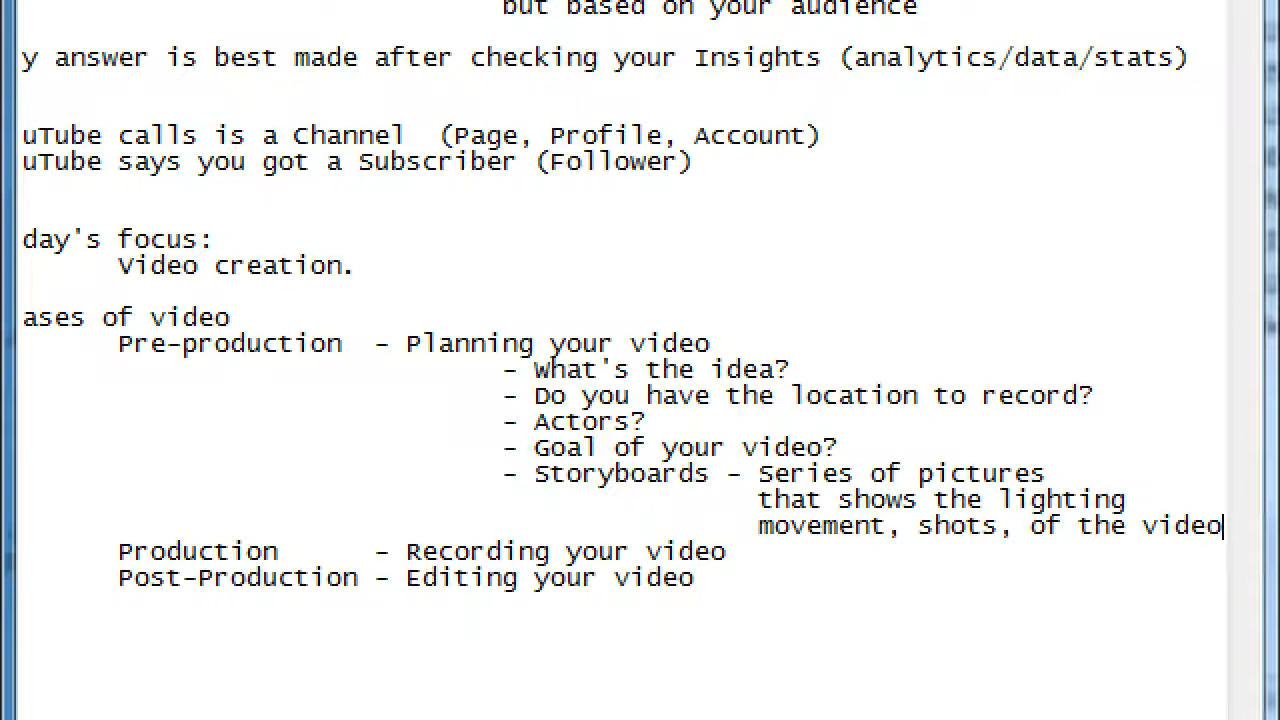 but based on your audience
y answer is best made after checking your Insights (analytics/data/stats)
uTube calls is a Channel (Page, Profile, Account)
uTube says you got a Subscriber (Follower)
day's focus:
Video creation.
ases of video
Pre-production - Planning your video
- What's the idea?
- Do you have the location to record?
- Actors?
- Goal of your video?
- Storyboards - Series of pictures
that shows the lighting
movement, shots, of the video
Production - Recording your video
Post-Production - Editing your video